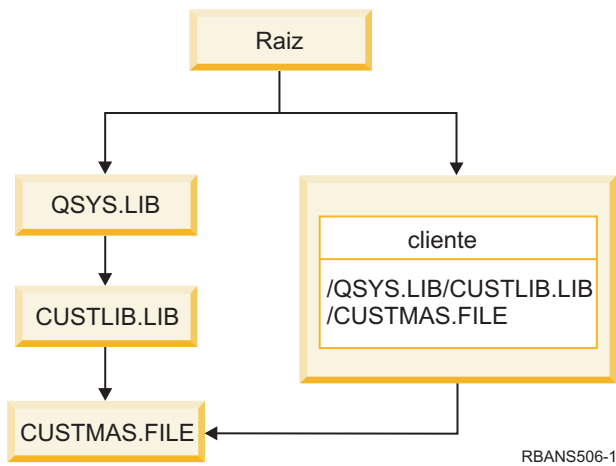 Raiz
QSYS.LIB
cliente
/QSYS.LIB/CUSTLIB.LIB
/CUSTMAS.FILE
CUSTLIB.LIB
CUSTMAS.FILE
RBANS506-1